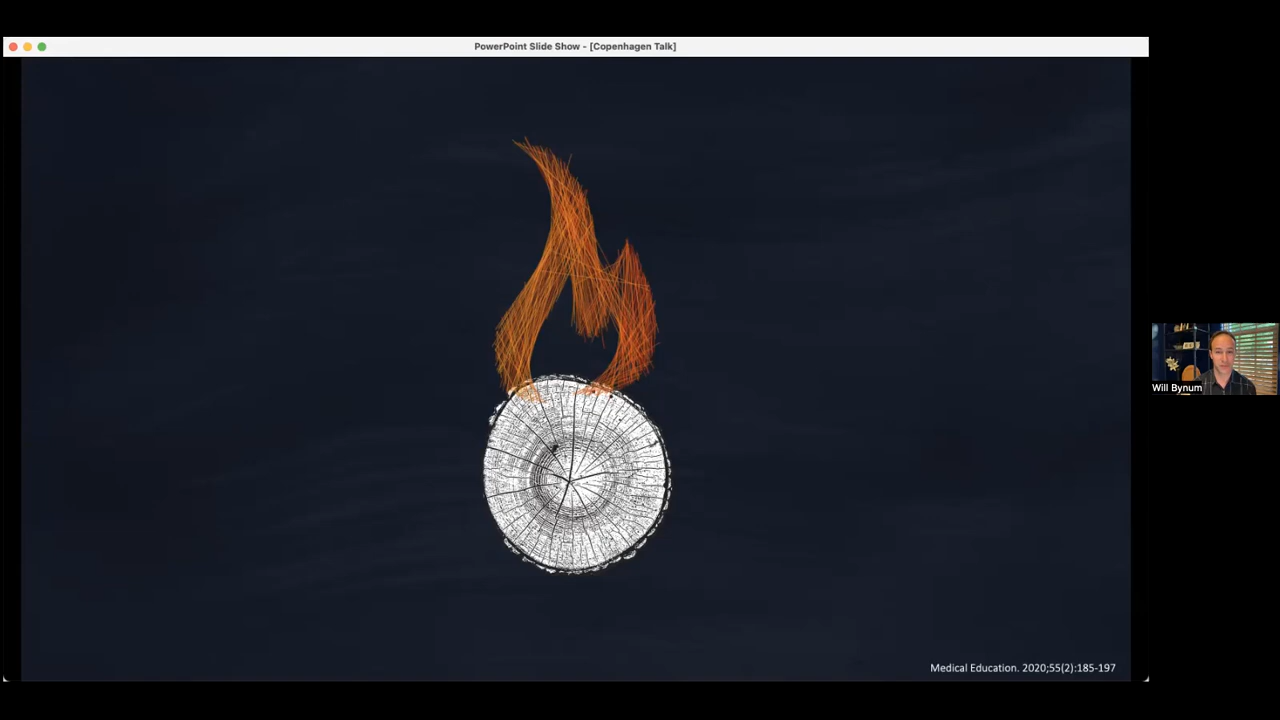 PowerPoint Slide Show - [Copenhagen Talk]
Will Bynum
Medical Education. 2020;55(2):185-197